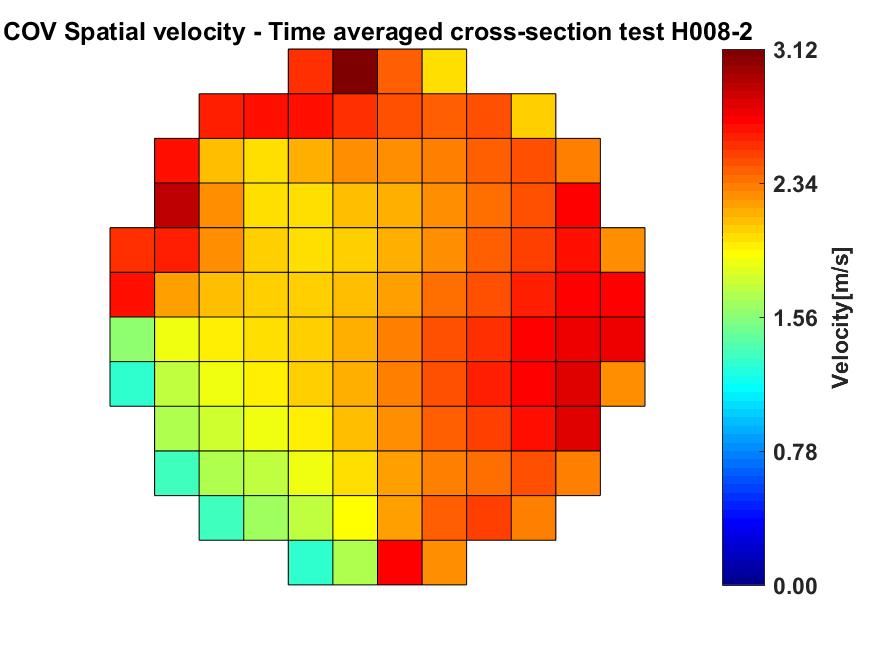 COV Spatial velocity - Time averaged cross-section test H008-2
3.12
2.34
1.56
0.78
0.00
Velocity[m/s]